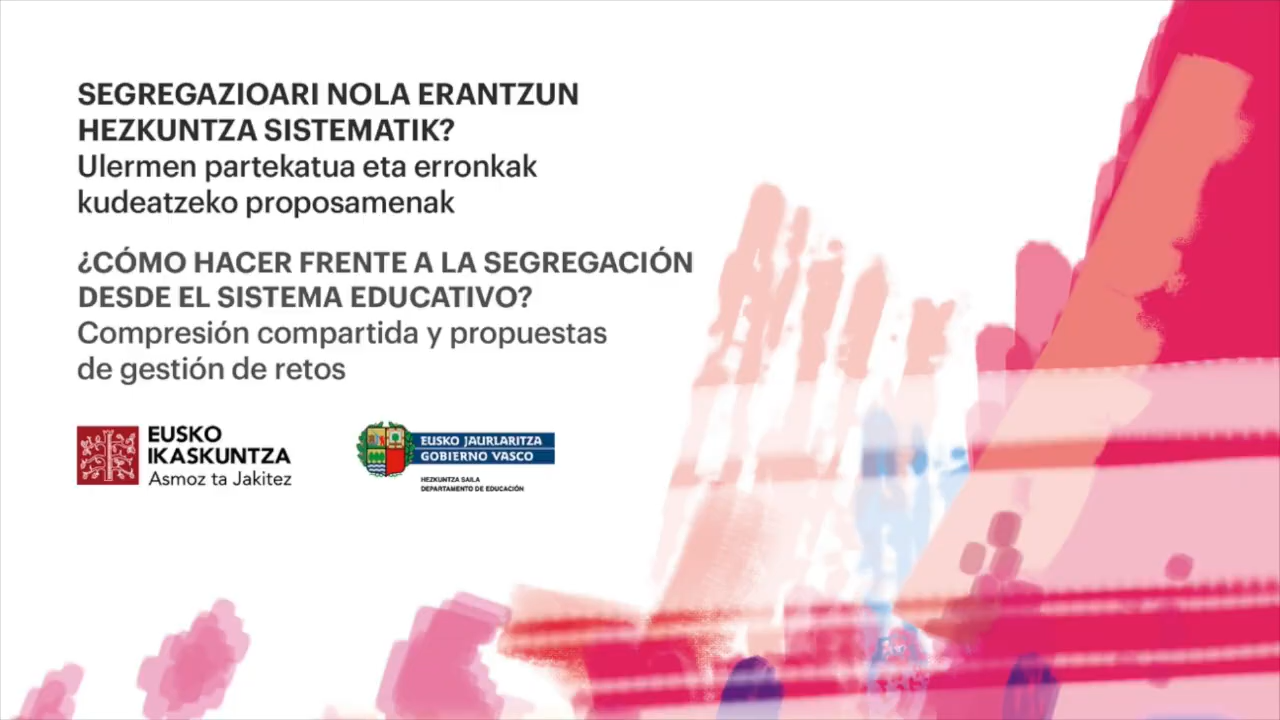 SEGREGAZIOARI NOLA ERANTZUN
HEZKUNTZA SISTEMATIK?
Ulermen partekatua eta erronkak
kudeatzeko proposamenak
¿CÓMO HACER FRENTE A LA SEGREGACIÓN
DESDE EL SISTEMA EDUCATIVO?
Compresión compartida y propuestas
de gestión de retos
EUSKO
IKASKUNTZA
Asmoz ta Jakitez
EUSKO JAURLARITZA
GOBIERNO VASCO
HEZKUNTZA SAILA
DEPARTAMENTO DE EDUCACIÓN